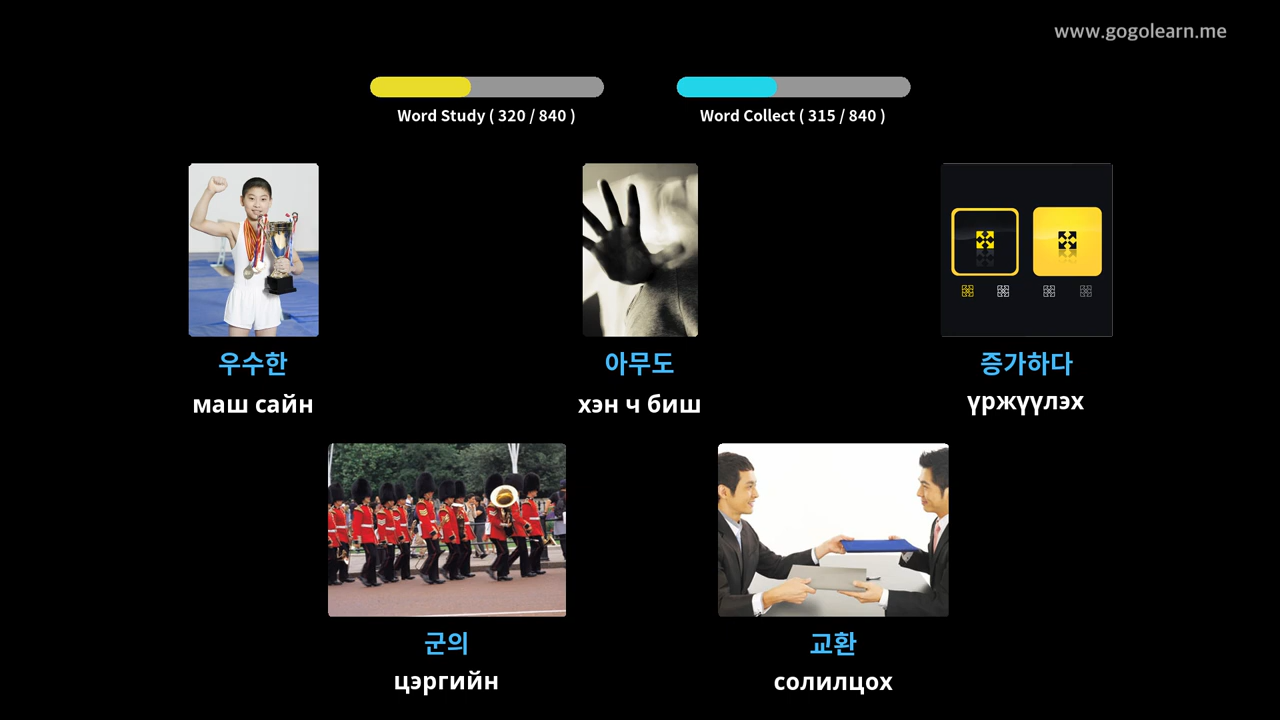 www.gogolearn.me
Word Study ( 320 / 840 )
Word Collect ( 315 / 840 )
우수한
아무도
증가하다
маш сайн
хэн ч биш
үржүүлэх
군의
교환
цэргийн
солилцох